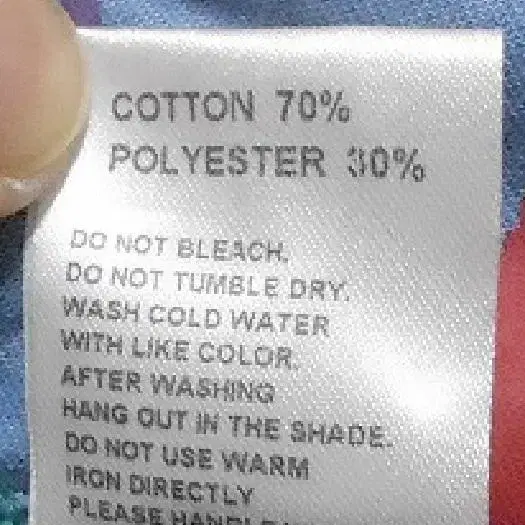 COTTON 70%
POLYESTER 30%
DO NOT BLEACH.
DO NOT TUMBLE DRY.
WASH COLD WATER
WITH LIKE COLOR.
AFTER WASHING
HANG OUT IN THE SHADE.
DO NOT USE WARM
IRON DIRECTLY
PLEASE